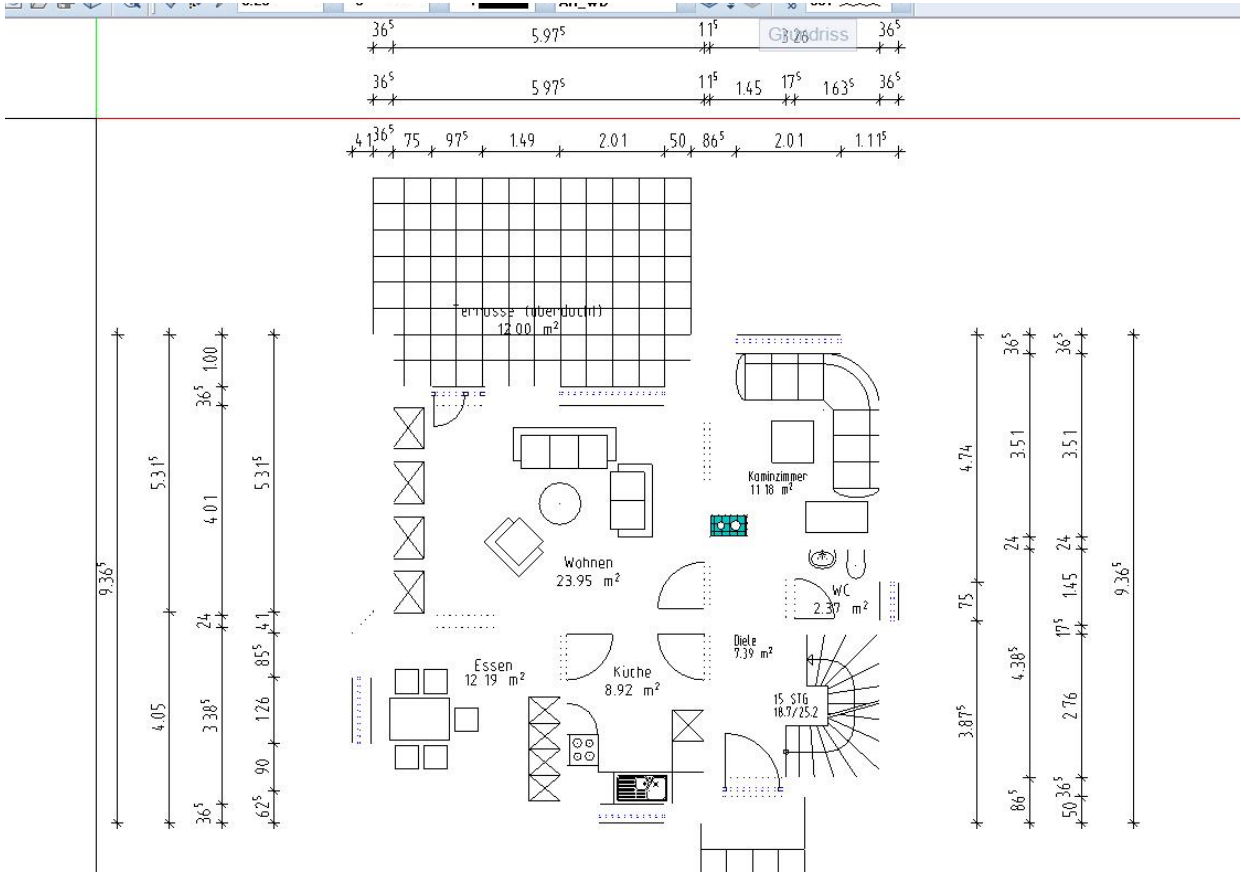 36⁵ 5.97⁵ 11⁵ 3.26 36⁵
Grundriss
36⁵ 5.97⁵ 11⁵ 1.45 17⁵ 1.63⁵ 36⁵
41 36⁵ 75 97⁵ 1.49 2.01 50 86⁵ 2.01 1.11⁵
Terrasse (überdacht)
12.00 m²
9.36⁵
5.31⁵
4.05
1.00
36⁵
4.01
24
3.38⁵
36⁵
5.31⁵
41
85⁵
1.26
90
62⁵
Kaminzimmer
11.18 m²
Wohnen
23.95 m²
WC
2.37 m²
Diele
7.39 m²
Essen
12.19 m²
Küche
8.92 m²
15 STG
18.7/25.2
4.74
75
3.87⁵
36⁵
3.51
24
4.38⁵
86⁵
36⁵
3.51
24
1.45
17⁵
2.76
36⁵
50
9.36⁵